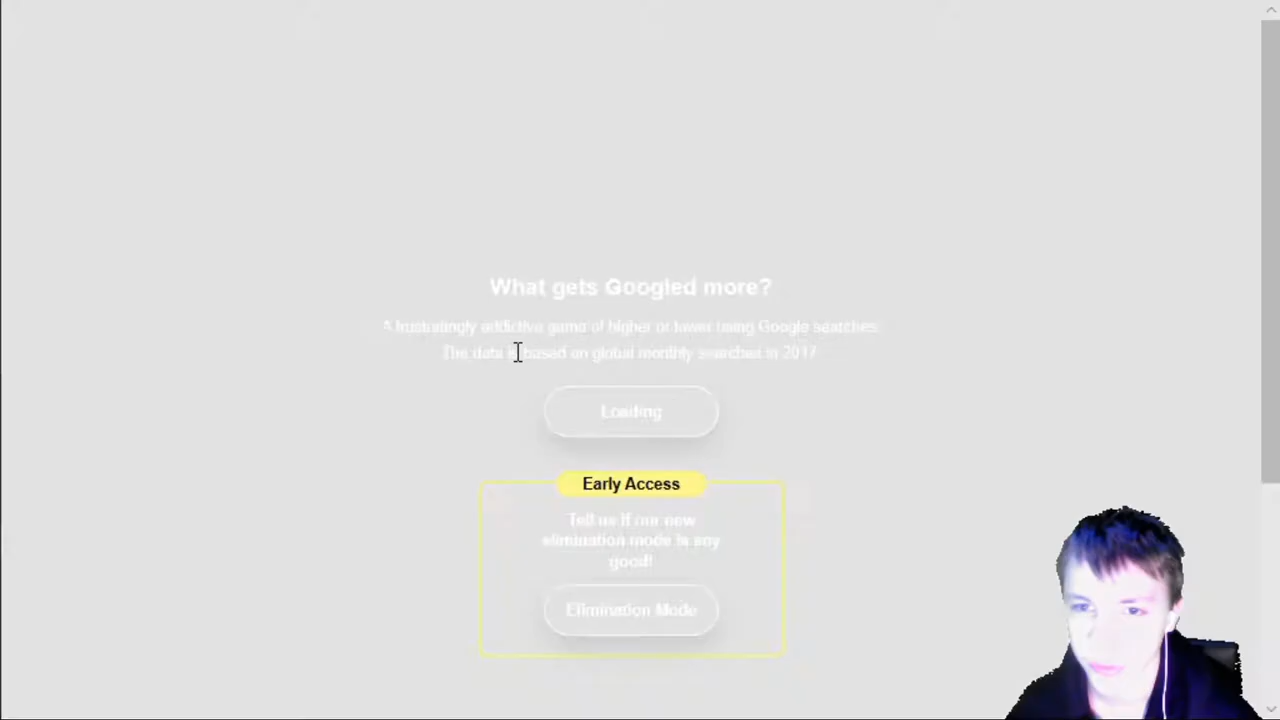 What gets Googled more?
A frustratingly addictive game of higher or lower using Google searches.
The data is based on global monthly searches in 2017
Loading
Early Access
Tell us if our new
elimination mode is any
good!
Elimination Mode